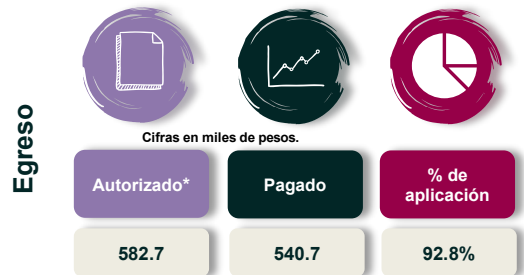 Egreso
Cifras en miles de pesos.
Autorizado*
Pagado
% de
aplicación
582.7
540.7
92.8%